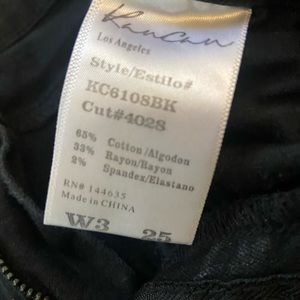 Kancan
Los Angeles
Style/Estilo#
KC6108BK
Cut#4028
65% Cotton/Algodon
33% Rayon/Rayon
2% Spandex/Elastano
RN# 144635
Made in CHINA
W3 25